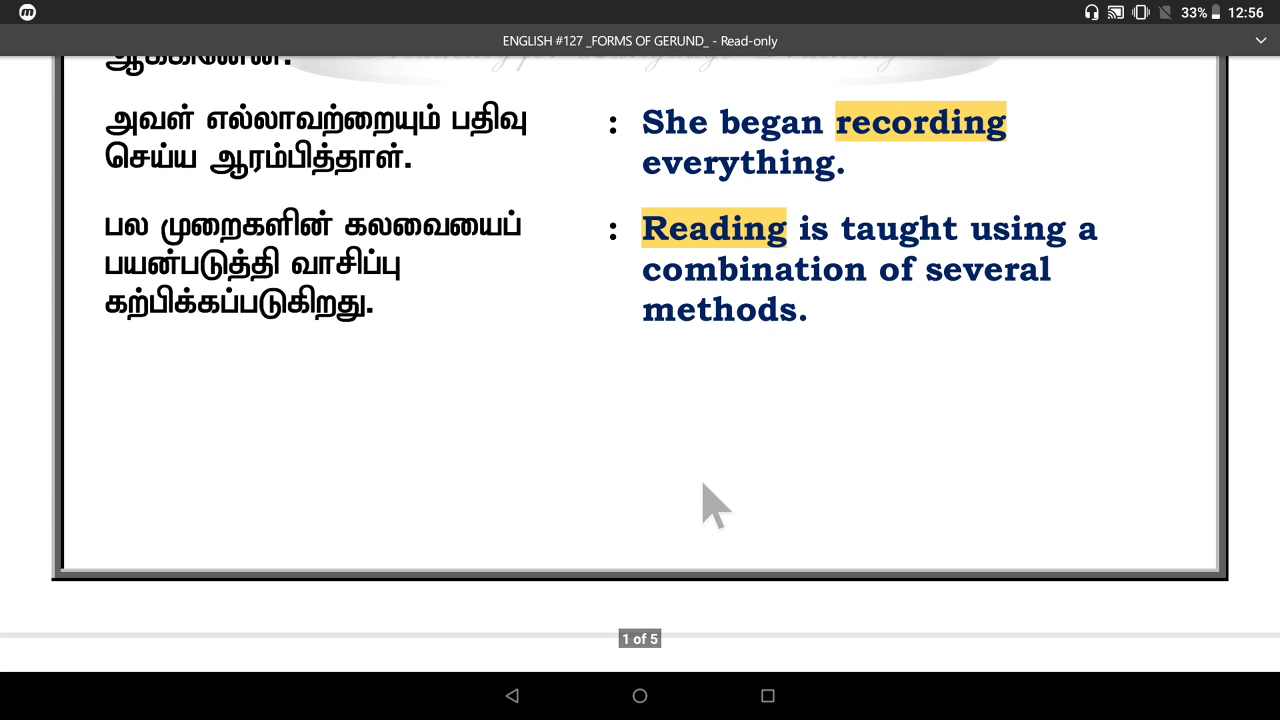 33% 12:56
ENGLISH #127 _FORMS OF GERUND_ - Read-only
அவள் எல்லாவற்றையும் பதிவு : She began recording
செய்ய ஆரம்பித்தாள். everything.
பல முறைகளின் கலவையைப் : Reading is taught using a
பயன்படுத்தி வாசிப்பு combination of several
கற்பிக்கப்படுகிறது. methods.
1 of 5